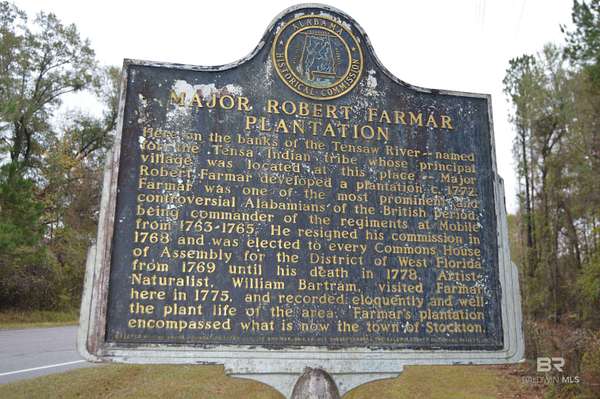 ALABAMA
HISTORICAL COMMISSION
MAJOR ROBERT FARMAR
PLANTATION
Here on the banks of the Tensaw River--named
for the Tensa Indian tribe whose principal
village was located at this place -- Major
Robert Farmar developed a plantation c. 1772.
Farmar was one of the most prominent and
controversial Alabamians of the British period,
being commander of the regiments at Mobile
from 1763-1765. He resigned his commission in
1768 and was elected to every Commons House
of Assembly for the District of West Florida
from 1769 until his death in 1778. Artist-
Naturalist, William Bartram, visited Farmar
here in 1775, and recorded eloquently and well
the plant life of the area. Farmar's plantation
encompassed what is now the town of Stockton.
BR
BALDWIN MLS